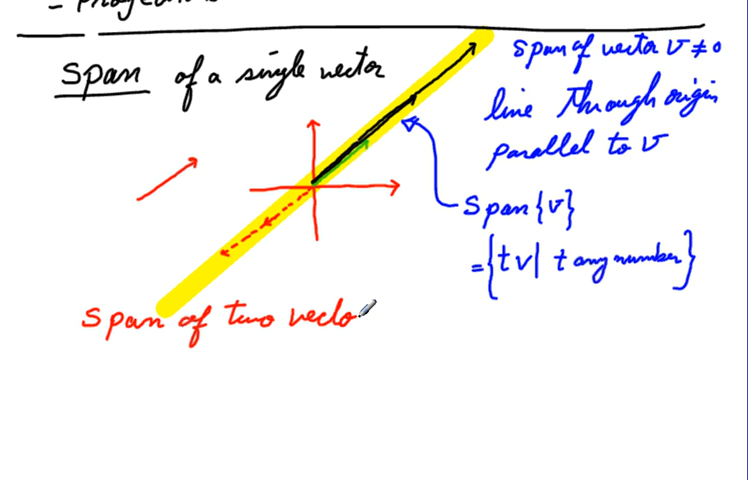 Span of a single vector
Span of vector v ≠ 0
line through origin
parallel to v
Span{v}
={tv| t any number}
Span of two vecto